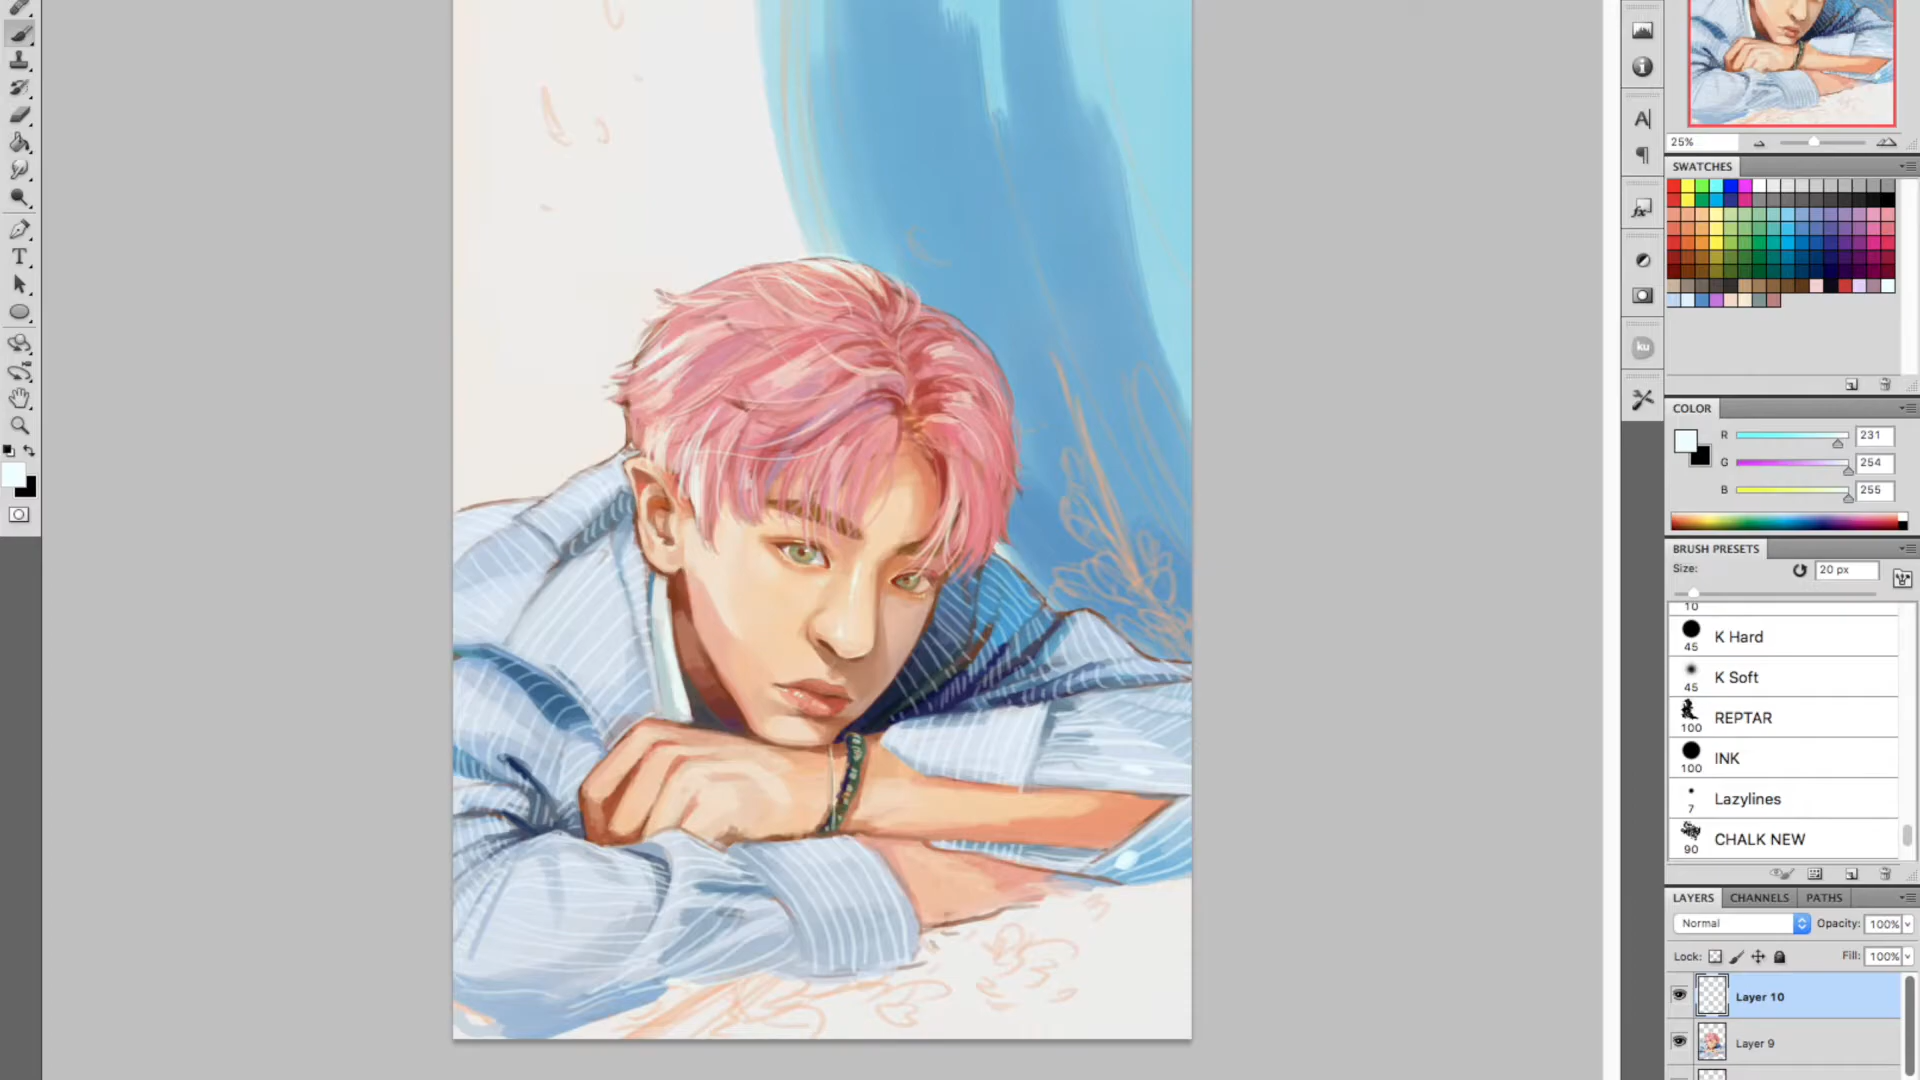 A
¶
fx
ku
T
25%
SWATCHES
COLOR
R 231
G 254
B 255
BRUSH PRESETS
Size: 20 px
10
K Hard
45
K Soft
45
REPTAR
100
INK
100
Lazylines
7
CHALK NEW
90
LAYERS CHANNELS PATHS
Normal Opacity: 100%
Lock: Fill: 100%
Layer 10
Layer 9